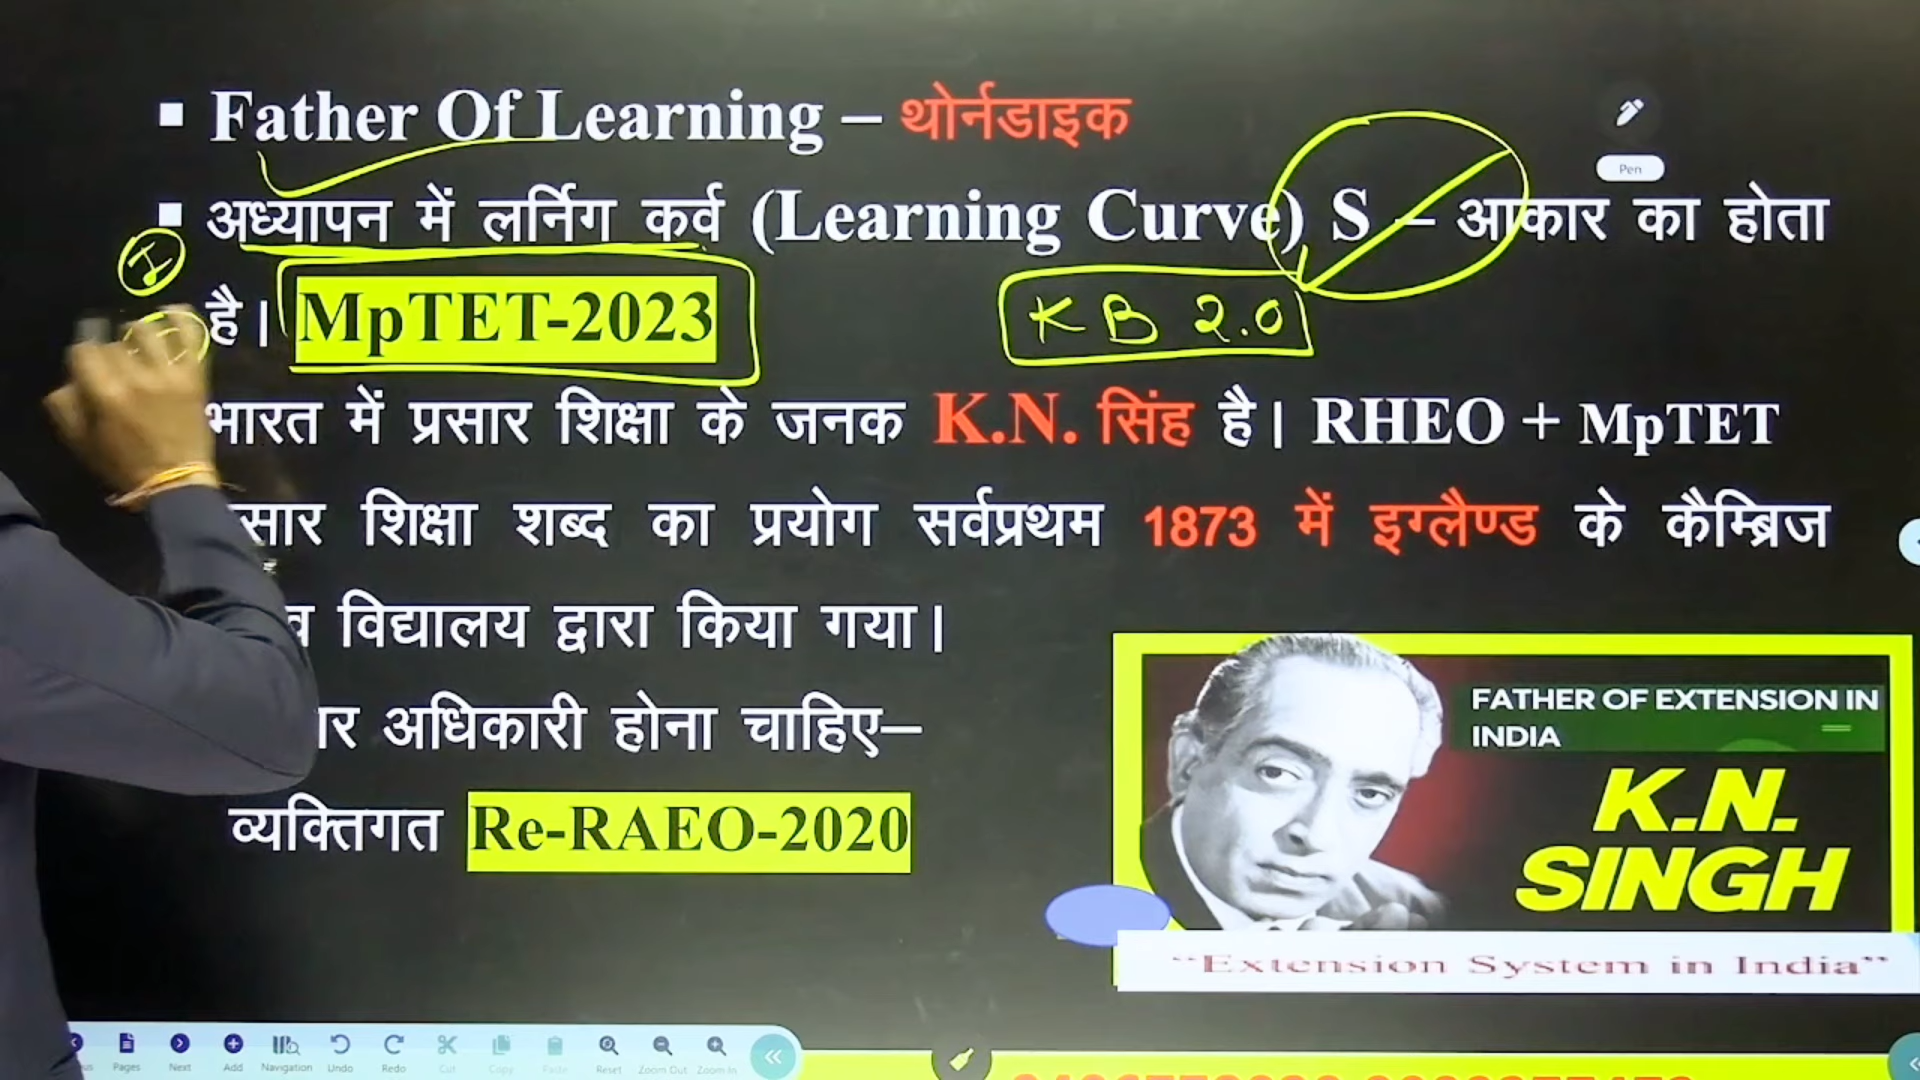 Father Of Learning – थोर्नडाइक
Pen
अध्यापन में लर्निग कर्व (Learning Curve) S – आकार का होता
I
है। MpTET-2023
KB 2.0
भारत में प्रसार शिक्षा के जनक K.N. सिंह है। RHEO + MpTET
शिक्षा शब्द का प्रयोग सर्वप्रथम 1873 में इग्लैण्ड के कैम्ब्रिज
विद्यालय द्वारा किया गया।
अधिकारी होना चाहिए–
व्यक्तिगत Re-RAEO-2020
FATHER OF EXTENSION IN
INDIA
K.N.
SINGH
“Extension System in India”
Pages Next Add Navigation Undo Redo Cut Copy Paste Reset Zoom Out Zoom In